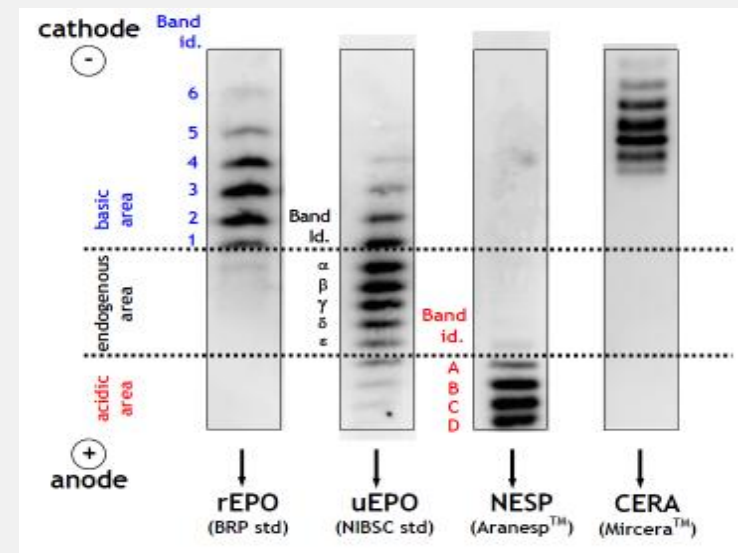 cathode
-
Band
id.
6
5
4
3
2
1
basic
area
Band
Id.
α
β
γ
δ
ε
endogenous
area
Band
id.
A
B
C
D
acidic
area
+
anode
rEPO
(BRP std)
uEPO
(NIBSC std)
NESP
(Aranesp™)
CERA
(Mircera™)